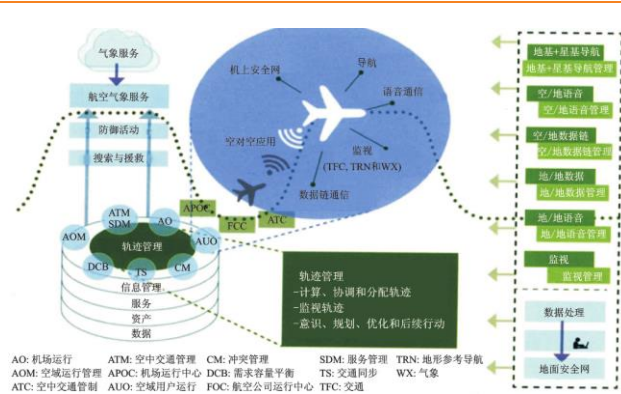 气象服务
航空气象服务
防御活动
搜索与援救
机上安全网
导航
语音通信
空对空应用
监视
(TFC, TRN和WX)
数据链通信
APOC
FCC
ATC
ATM
SDM
AO
AOM
AUO
轨迹管理
DCB
TS
CM
信息管理
服务
资产
数据
轨迹管理
-计算、协调和分配轨迹
-监视轨迹
-意识、规划、优化和后续行动
地基+星基导航
地基+星基导航管理
空/地语音
空/地语音管理
空/地数据链
空/地数据链管理
地/地数据
地/地数据管理
地/地语音
地/地语音管理
监视
监视管理
数据处理
地面安全网
AO: 机场运行 ATM: 空中交通管理 CM: 冲突管理 SDM: 服务管理 TRN: 地形参考导航
AOM: 空域运行管理 APOC: 机场运行中心 DCB: 需求容量平衡 TS: 交通同步 WX: 气象
ATC: 空中交通管制 AUO: 空域用户运行 FOC: 航空公司运行中心 TFC: 交通